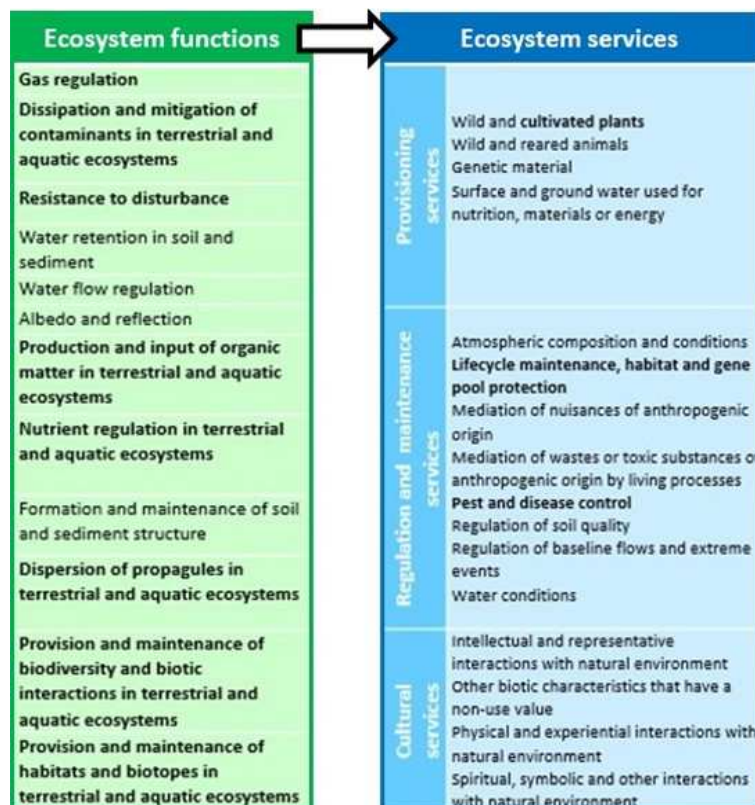 Ecosystem functions
Gas regulation
Dissipation and mitigation of
contaminants in terrestrial and
aquatic ecosystems
Resistance to disturbance
Water retention in soil and
sediment
Water flow regulation
Albedo and reflection
Production and input of organic
matter in terrestrial and aquatic
ecosystems
Nutrient regulation in terrestrial
and aquatic ecosystems
Formation and maintenance of soil
and sediment structure
Dispersion of propagules in
terrestrial and aquatic ecosystems
Provision and maintenance of
biodiversity and biotic
interactions in terrestrial and
aquatic ecosystems
Provision and maintenance of
habitats and biotopes in
terrestrial and aquatic ecosystems
Ecosystem services
Provisioning
services
Wild and cultivated plants
Wild and reared animals
Genetic material
Surface and ground water used for
nutrition, materials or energy
Regulation and maintenance
services
Atmospheric composition and conditions
Lifecycle maintenance, habitat and gene
pool protection
Mediation of nuisances of anthropogenic
origin
Mediation of wastes or toxic substances
anthropogenic origin by living processes
Pest and disease control
Regulation of soil quality
Regulation of baseline flows and extreme
events
Water conditions
Cultural
services
Intellectual and representative
interactions with natural environment
Other biotic characteristics that have a
non-use value
Physical and experiential interactions with
natural environment
Spiritual, symbolic and other interactions
with natural environment